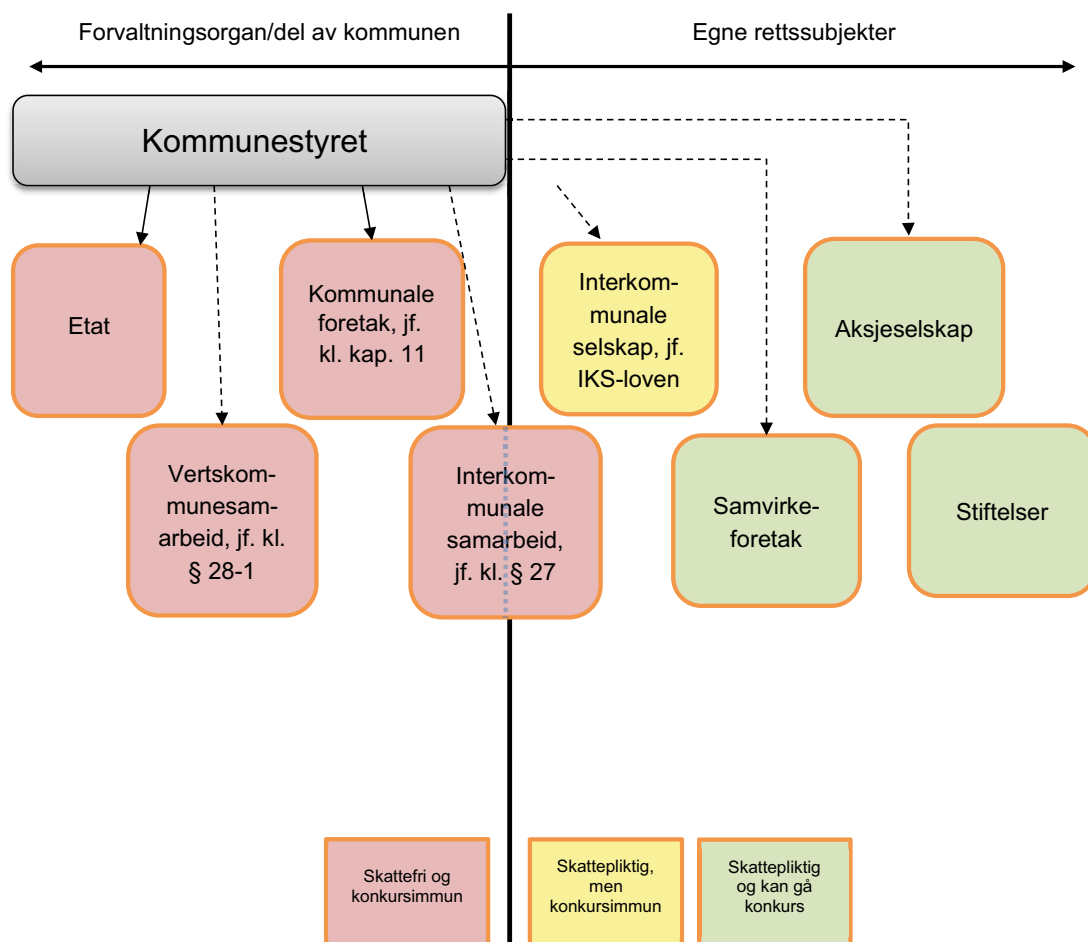 Forvaltningsorgan/del av kommunen
Egne rettssubjekter
Kommunestyret
Etat
Kommunale
foretak, jf.
kl. kap. 11
Interkom-
munale
selskap, jf.
IKS-loven
Aksjeselskap
Vertskom-
munesam-
arbeid, jf. kl.
§ 28-1
Interkom-
munale
samarbeid,
jf. kl. § 27
Samvirke-
foretak
Stiftelser
Skattefri og
konkursimmun
Skattepliktig,
men
konkursimmun
Skattepliktig
og kan gå
konkurs